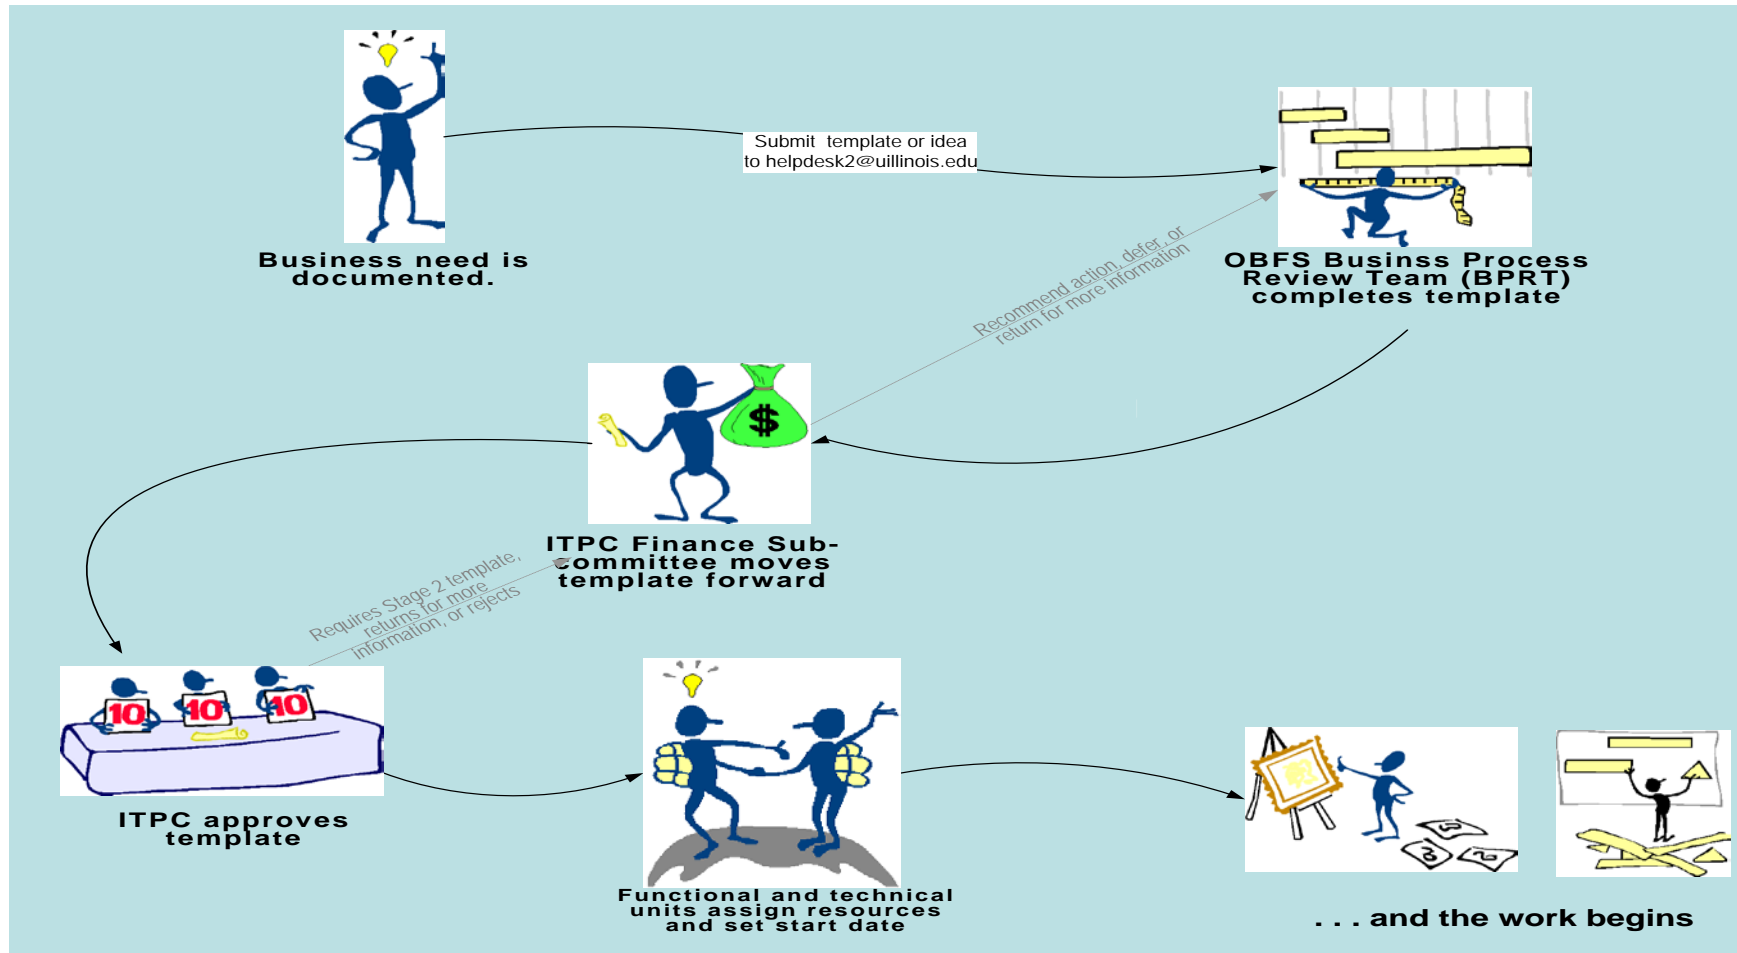 Submit template or idea
to helpdesk2@uillinois.edu
Business need is
documented.
OBFS Businss Process
Review Team (BPRT)
completes template
Recommend action, defer, or
return for more information
$
ITPC Finance Sub-
committee moves
template forward
Requires Stage 2 template,
returns for more
information, or rejects
10 10 10
ITPC approves
template
Functional and technical
units assign resources
and set start date
. . . and the work begins